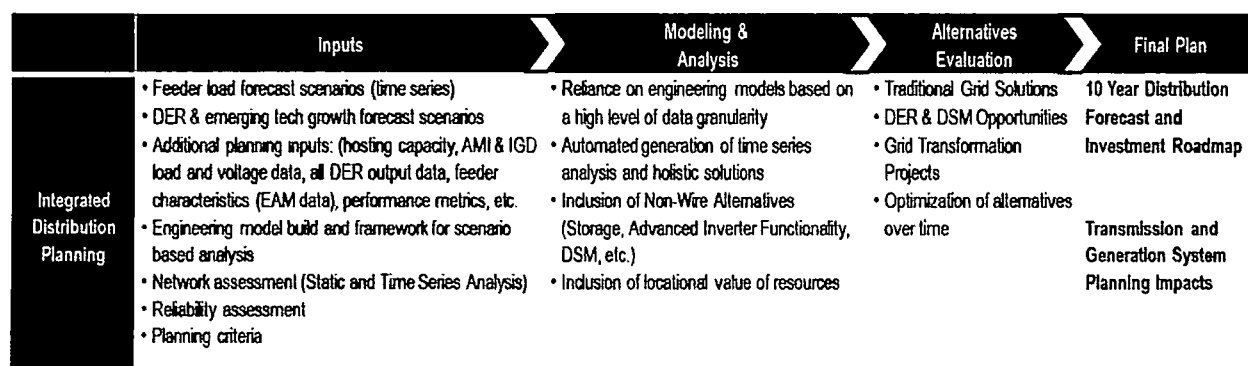 Inputs
Modeling &
Analysis
Alternatives
Evaluation
Final Plan
Integrated
Distribution
Planning
• Feeder load forecast scenarios (time series)
• DER & emerging tech growth forecast scenarios
• Additional planning inputs: (hosting capacity, AMI & IGD
load and voltage data, all DER output data, feeder
characteristics (EAM data), performance metrics, etc.
• Engineering model build and framework for scenario
based analysis
• Network assessment (Static and Time Series Analysis)
• Reliability assessment
• Planning criteria
• Reliance on engineering models based on
a high level of data granularity
• Automated generation of time series
analysis and holistic solutions
• Inclusion of Non-Wire Alternatives
(Storage, Advanced Inverter Functionality,
DSM, etc.)
• Inclusion of locational value of resources
• Traditional Grid Solutions
• DER & DSM Opportunities
• Grid Transformation
Projects
• Optimization of alternatives
over time
10 Year Distribution
Forecast and
Investment Roadmap
Transmission and
Generation System
Planning Impacts